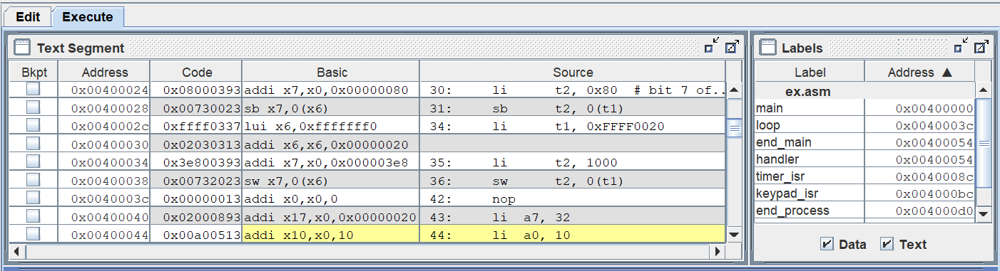 Edit Execute
Text Segment
Bkpt Address Code Basic Source
0x00400024 0x08000393 addi x7,x0,0x00000080 30: li t2, 0x80 # bit 7 of..
0x00400028 0x00730023 sb x7,0(x6) 31: sb t2, 0(t1)
0x0040002c 0xffff0337 lui x6,0xfffffff0 34: li t1, 0xFFFF0020
0x00400030 0x02030313 addi x6,x6,0x00000020
0x00400034 0x3e800393 addi x7,x0,0x000003e8 35: li t2, 1000
0x00400038 0x00732023 sw x7,0(x6) 36: sw t2, 0(t1)
0x0040003c 0x00000013 addi x0,x0,0 42: nop
0x00400040 0x02000893 addi x17,x0,0x00000020 43: li a7, 32
0x00400044 0x00a00513 addi x10,x0,10 44: li a0, 10
Labels
Label Address ▲
ex.asm
main 0x00400000
loop 0x0040003c
end_main 0x00400054
handler 0x00400054
timer_isr 0x0040008c
keypad_isr 0x004000bc
end_process 0x004000d0
Data Text